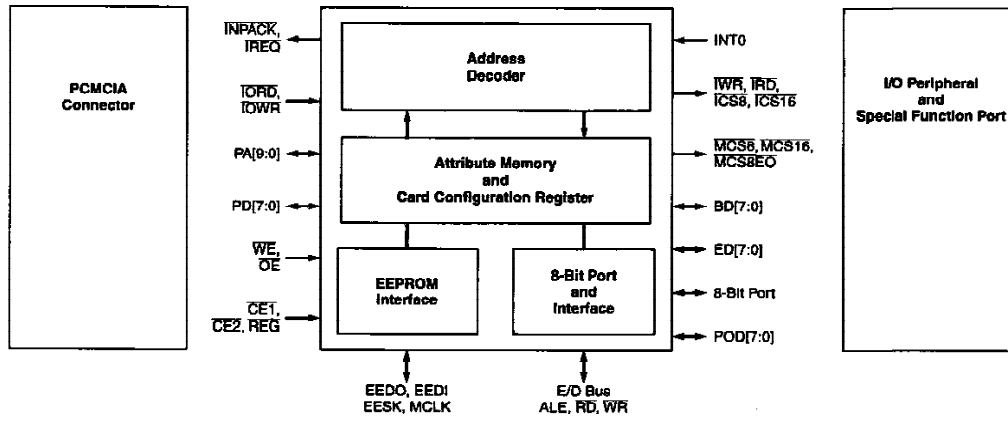 PCMCIA
Connector
INPACK,
IREQ
IORD,
IOWR
PA[9:0]
PD[7:0]
WE,
OE
CE1,
CE2, REG
Address
Decoder
Attribute Memory
and
Card Configuration Register
EEPROM
Interface
8-Bit Port
and
Interface
EEDO, EEDI
EESK, MCLK
E/D Bus
ALE, RD, WR
INT0
IWR, IRD,
ICS8, ICS16
MCS8, MCS16,
MCS8EO
BD[7:0]
ED[7:0]
8-Bit Port
POD[7:0]
I/O Peripheral
and
Special Function Port